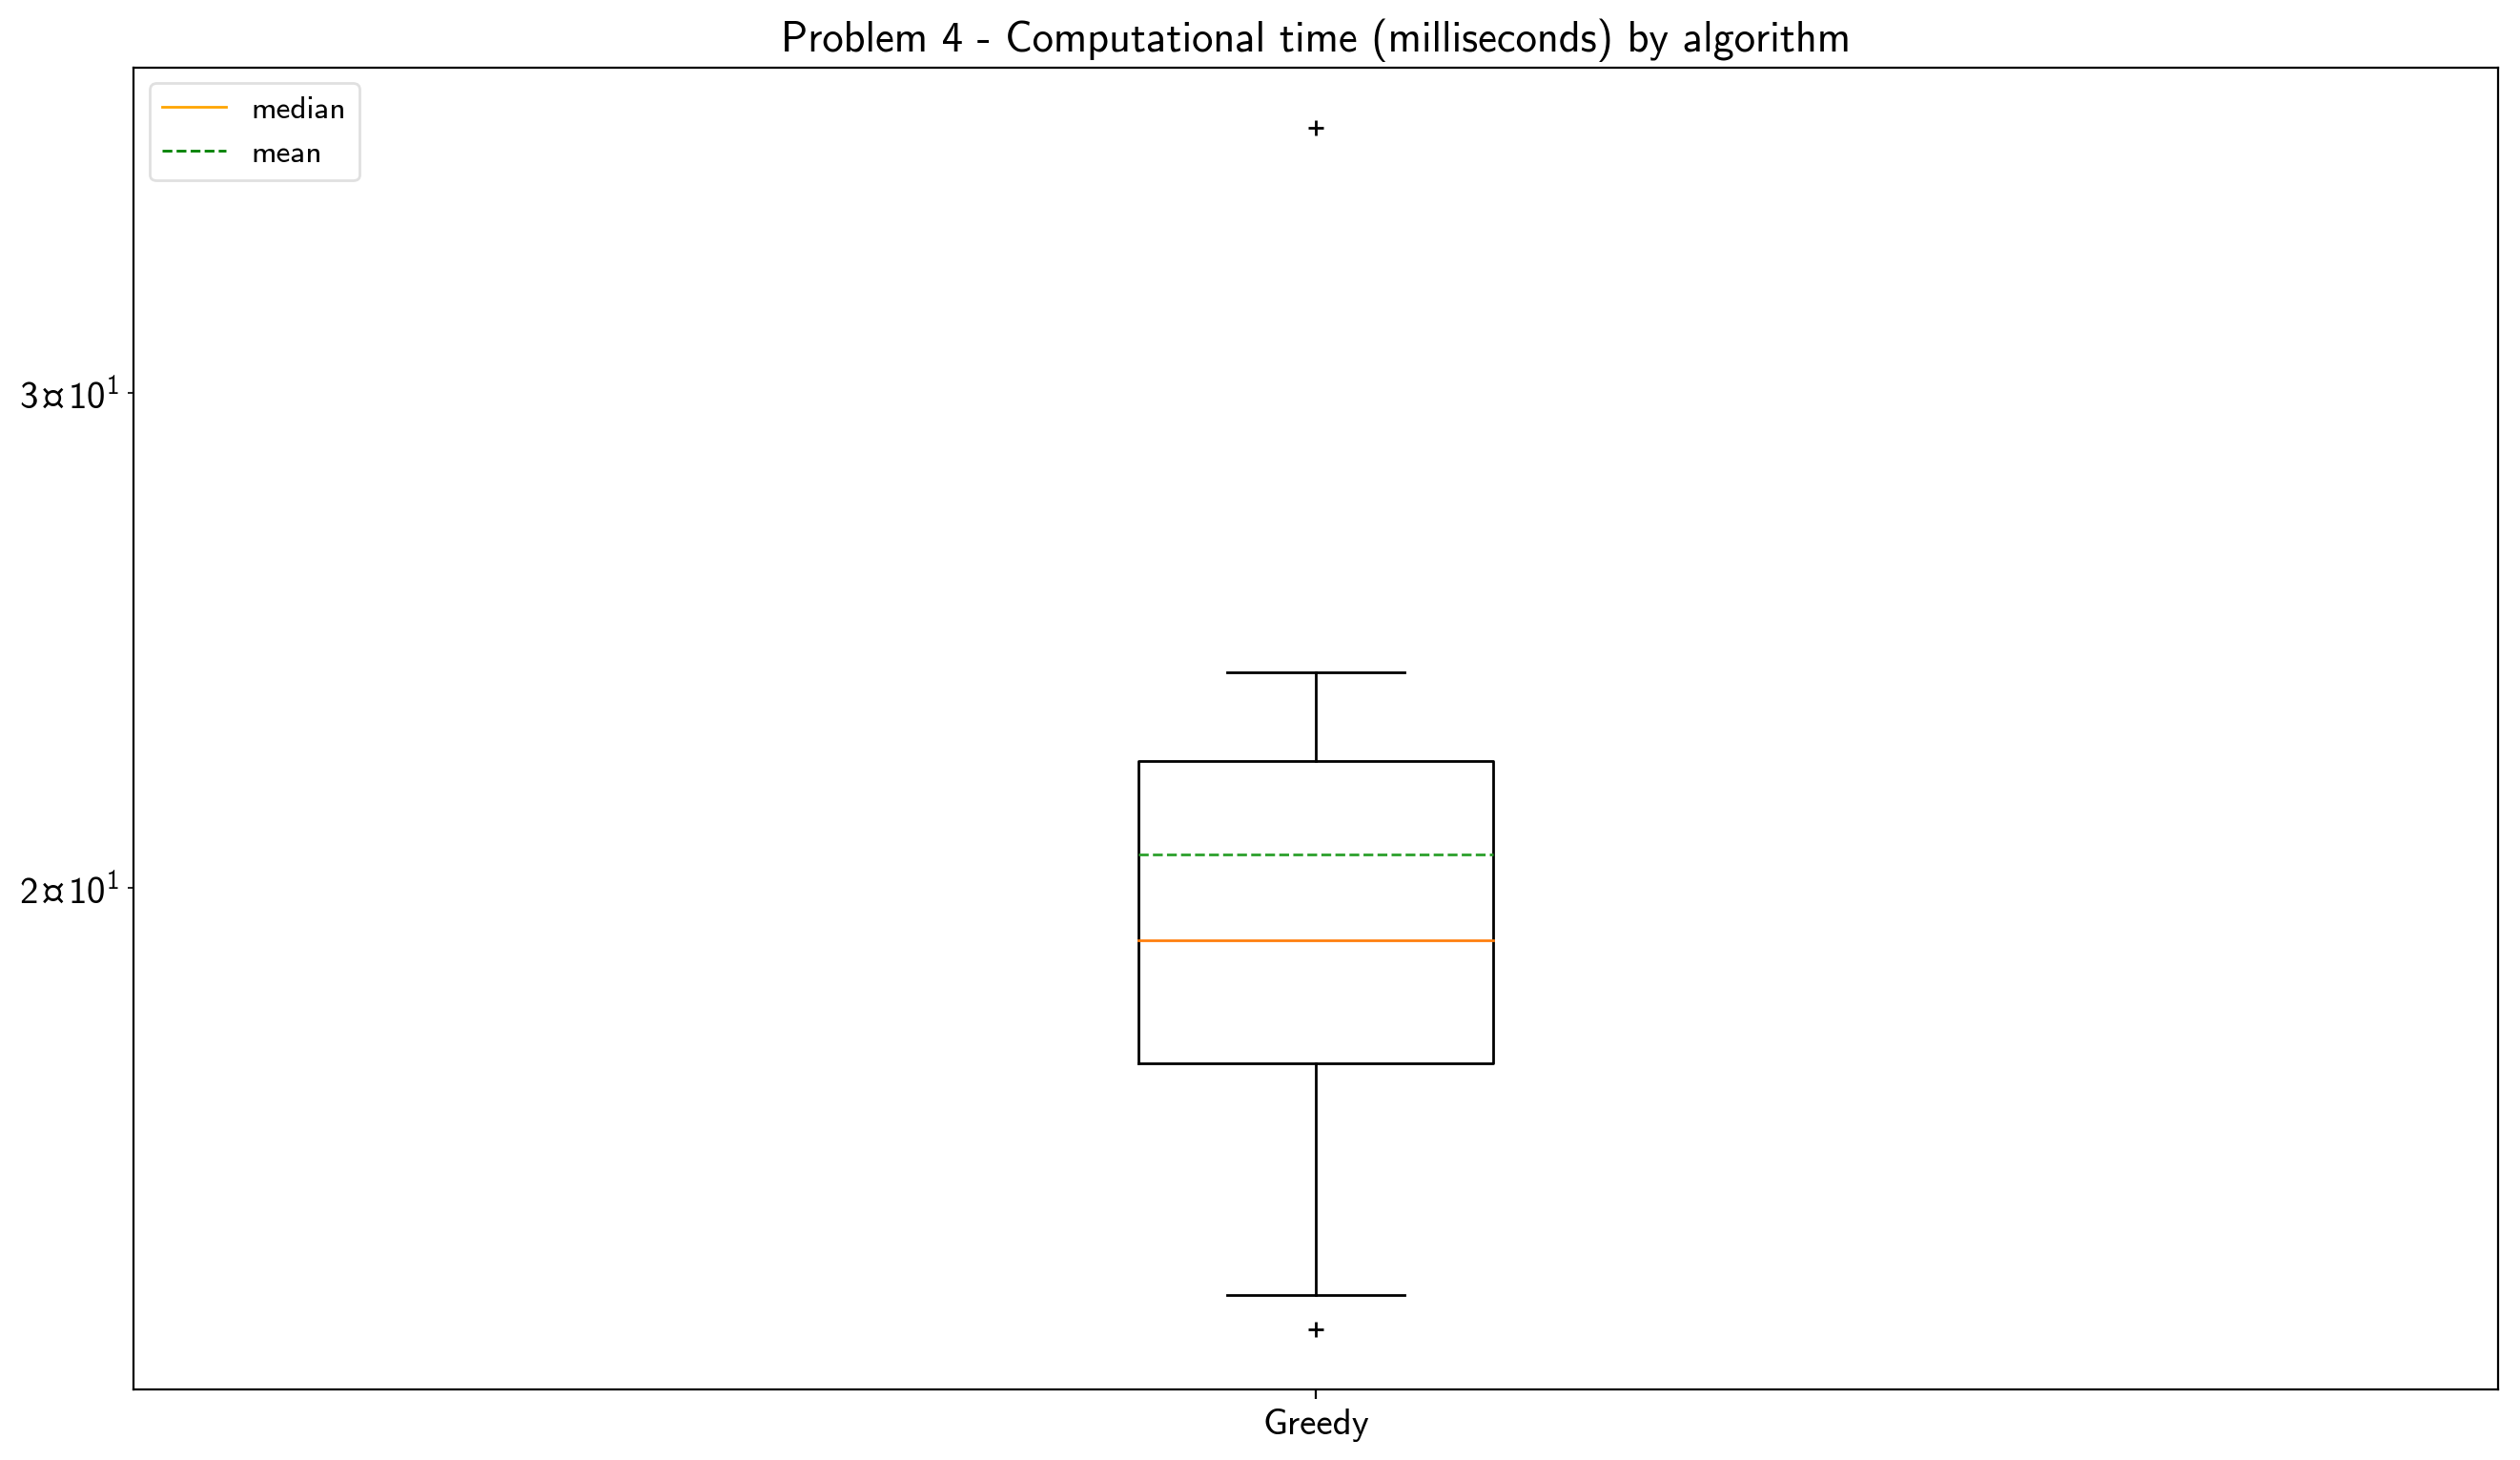 Problem 4 - Computational time (milliseconds) by algorithm
median
mean
3¤10¹
2¤10¹
Greedy